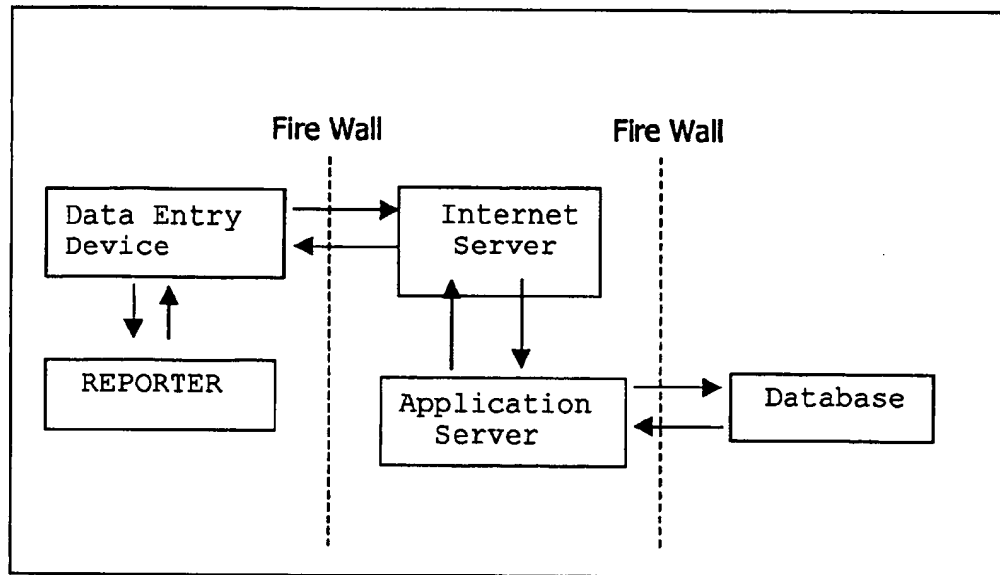 Fire Wall
Fire Wall
Data Entry
Device
Internet
Server
REPORTER
Application
Server
Database